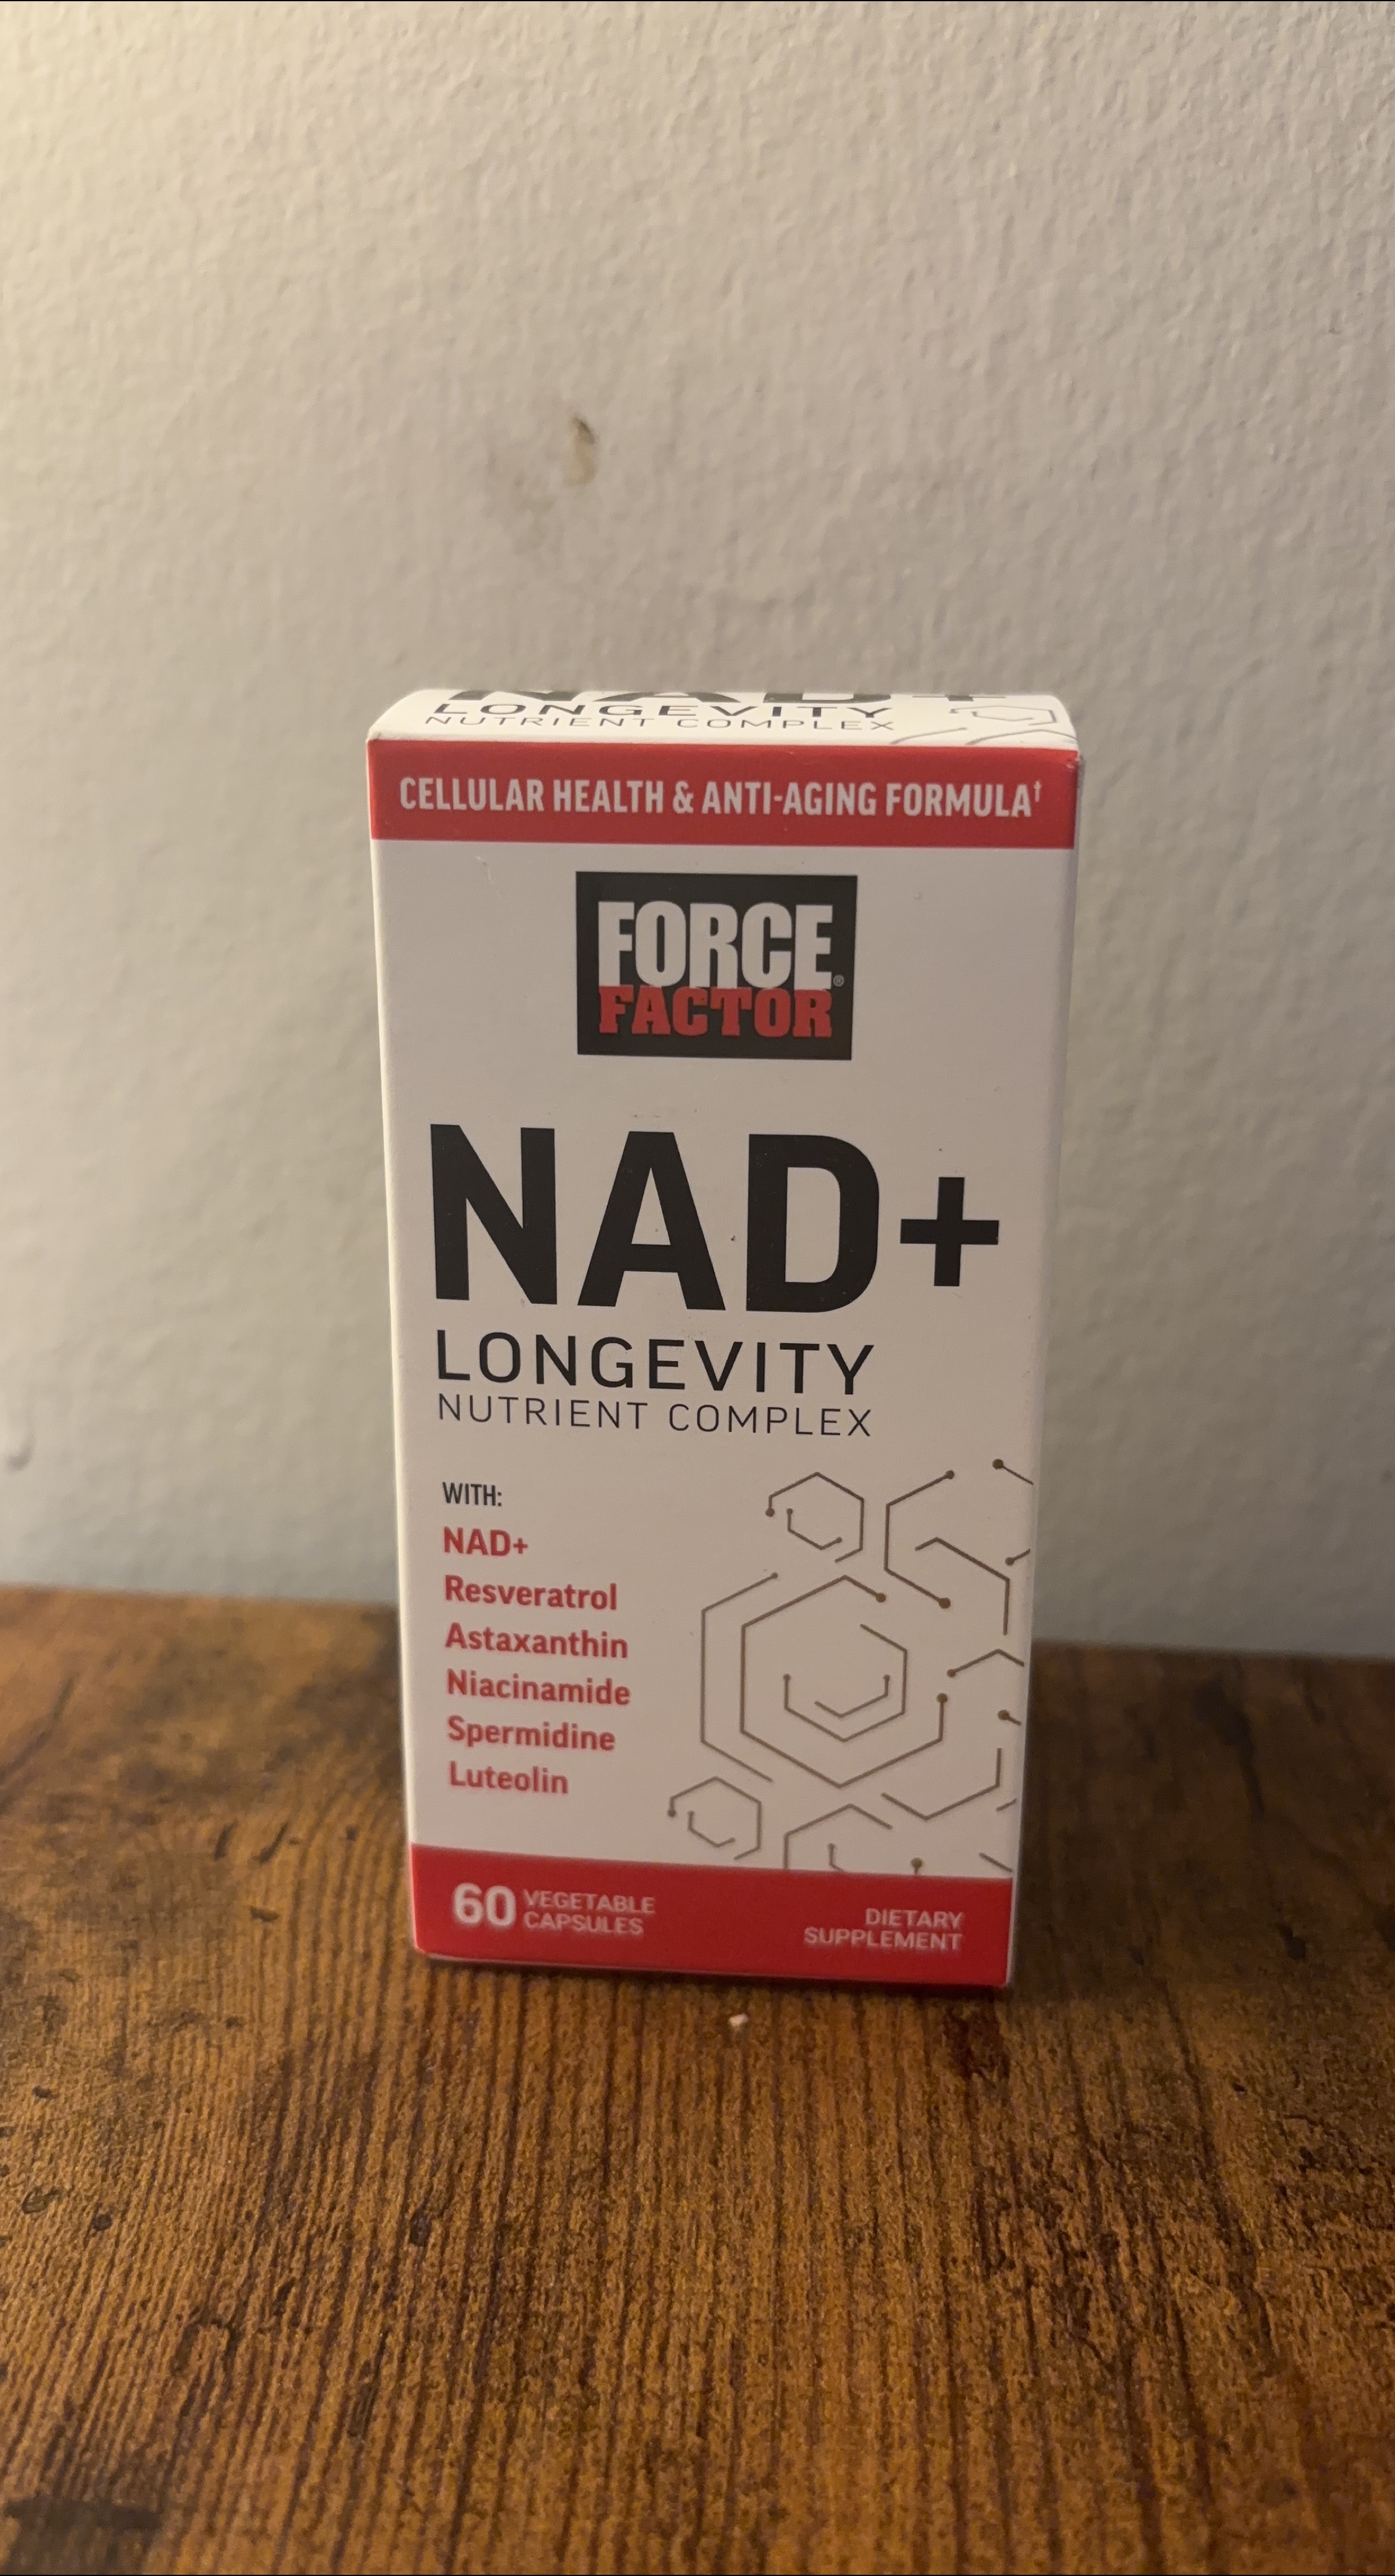 NAD+
LONGEVITY
NUTRIENT COMPLEX
CELLULAR HEALTH & ANTI-AGING FORMULA†
FORCE
FACTOR®
NAD+
LONGEVITY
NUTRIENT COMPLEX
WITH:
NAD+
Resveratrol
Astaxanthin
Niacinamide
Spermidine
Luteolin
60 VEGETABLE
CAPSULES
DIETARY
SUPPLEMENT